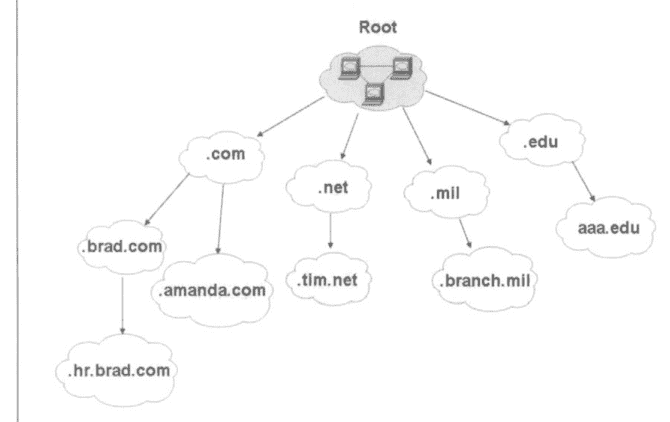 Root
.com
.net
.mil
.edu
.brad.com
.amanda.com
.tim.net
.branch.mil
aaa.edu
.hr.brad.com